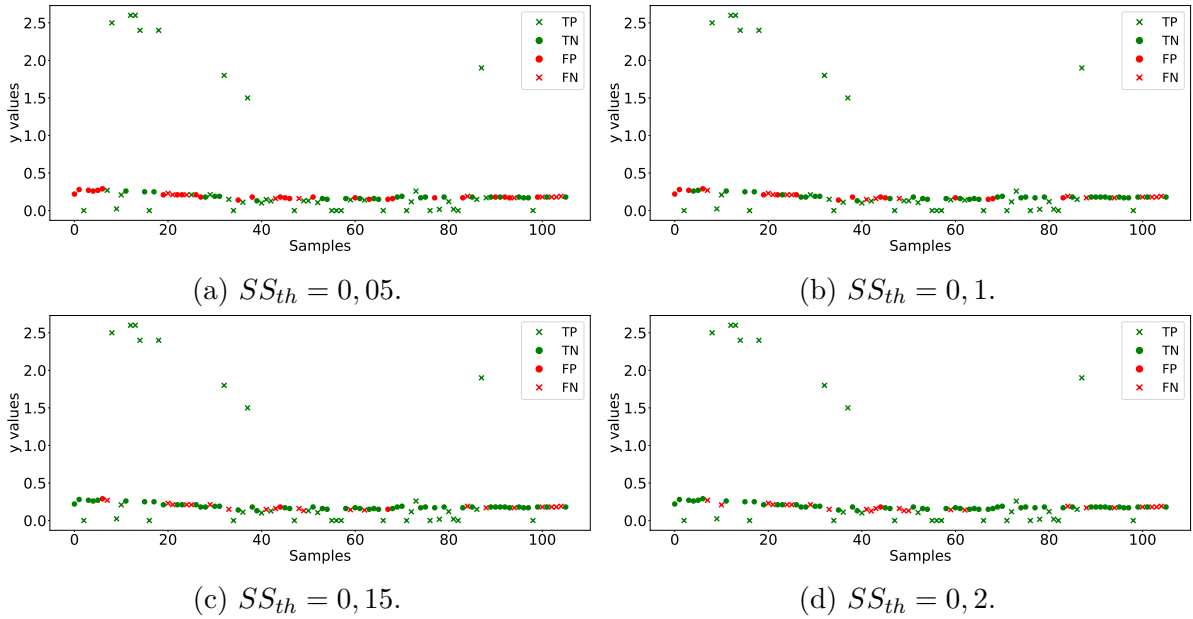 2.5
2.0
1.5
1.0
0.5
0.0
y values
0 20 40 60 80 100
Samples
TP
TN
FP
FN
(a) SS_th = 0, 05.
2.5
2.0
1.5
1.0
0.5
0.0
y values
0 20 40 60 80 100
Samples
TP
TN
FP
FN
(b) SS_th = 0, 1.
2.5
2.0
1.5
1.0
0.5
0.0
y values
0 20 40 60 80 100
Samples
TP
TN
FP
FN
(c) SS_th = 0, 15.
2.5
2.0
1.5
1.0
0.5
0.0
y values
0 20 40 60 80 100
Samples
TP
TN
FP
FN
(d) SS_th = 0, 2.